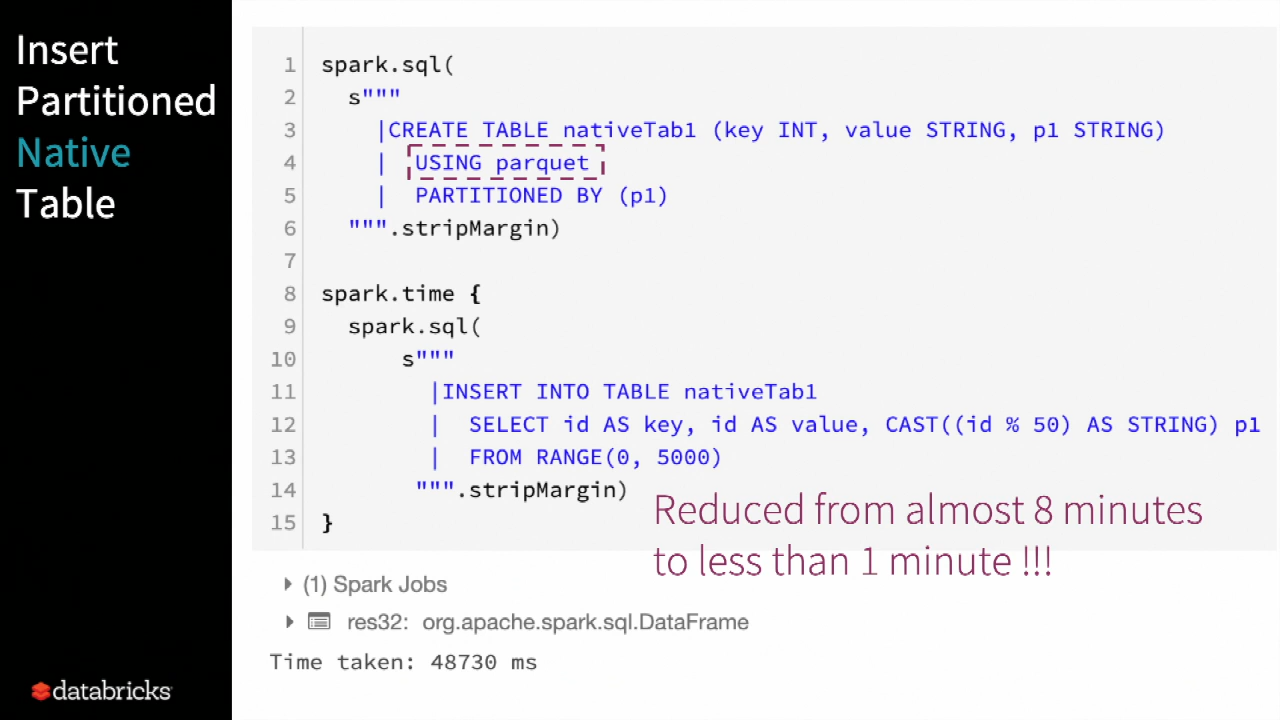 Insert
Partitioned
Native
Table
1 spark.sql(
2 s"""
3 |CREATE TABLE nativeTab1 (key INT, value STRING, p1 STRING)
4 | USING parquet
5 | PARTITIONED BY (p1)
6 """.stripMargin)
7
8 spark.time {
9 spark.sql(
10 s"""
11 |INSERT INTO TABLE nativeTab1
12 | SELECT id AS key, id AS value, CAST((id % 50) AS STRING) p1
13 | FROM RANGE(0, 5000)
14 """.stripMargin)
15 }
Reduced from almost 8 minutes
to less than 1 minute !!!
(1) Spark Jobs
res32: org.apache.spark.sql.DataFrame
Time taken: 48730 ms
databricks